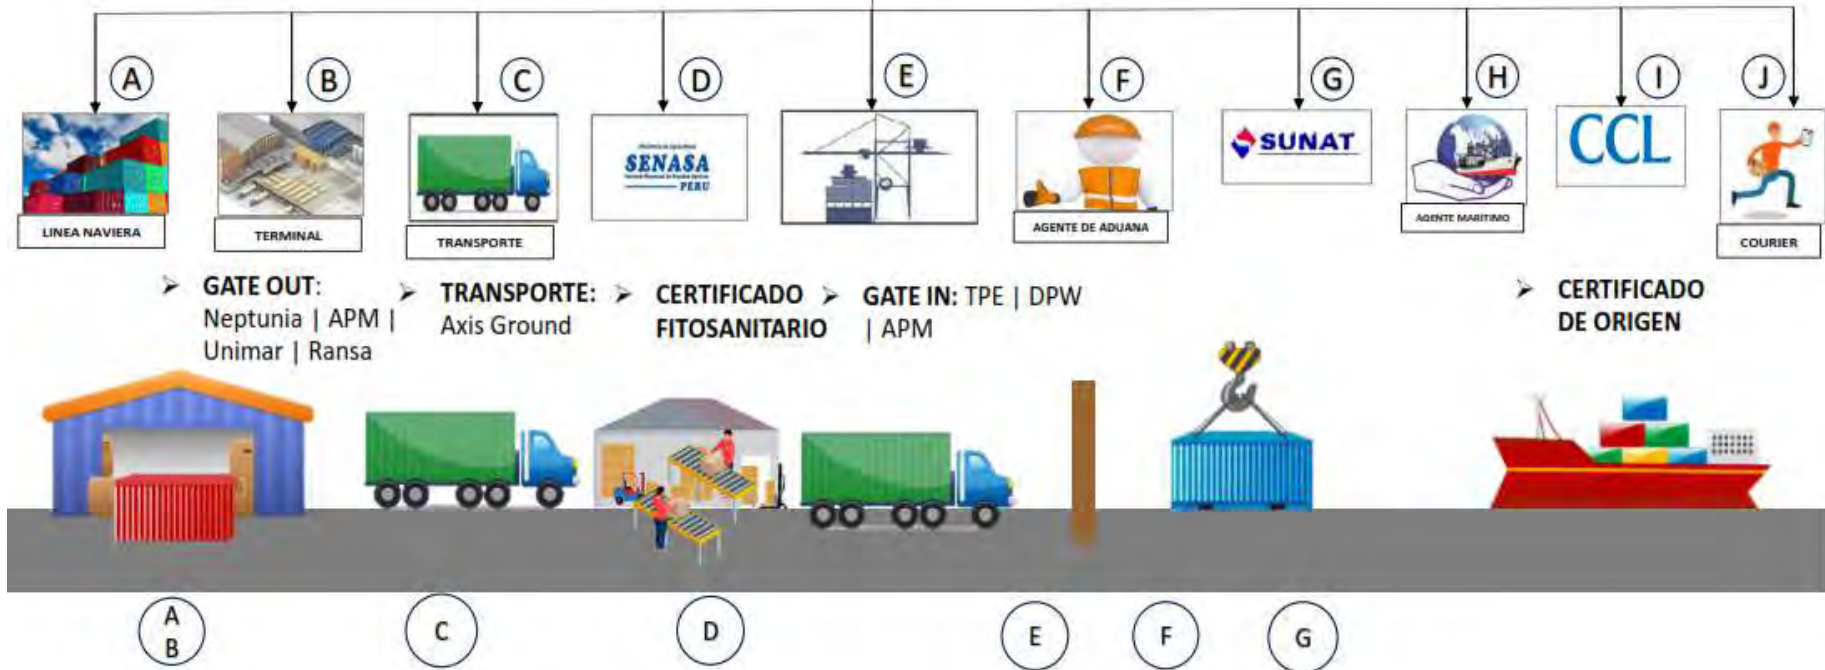 A
B
C
D
E
F
G
H
I
J
SENASA
PERU
SUNAT
CCL
LINEA NAVIERA
TERMINAL
TRANSPORTE
AGENTE DE ADUANA
AGENTE MARITIMO
COURIER
➢ GATE OUT:
Neptunia | APM |
Unimar | Ransa
➢ TRANSPORTE:
Axis Ground
➢ CERTIFICADO
FITOSANITARIO
➢ GATE IN: TPE | DPW
| APM
➢ CERTIFICADO
DE ORIGEN
A
B
C
D
E
F
G